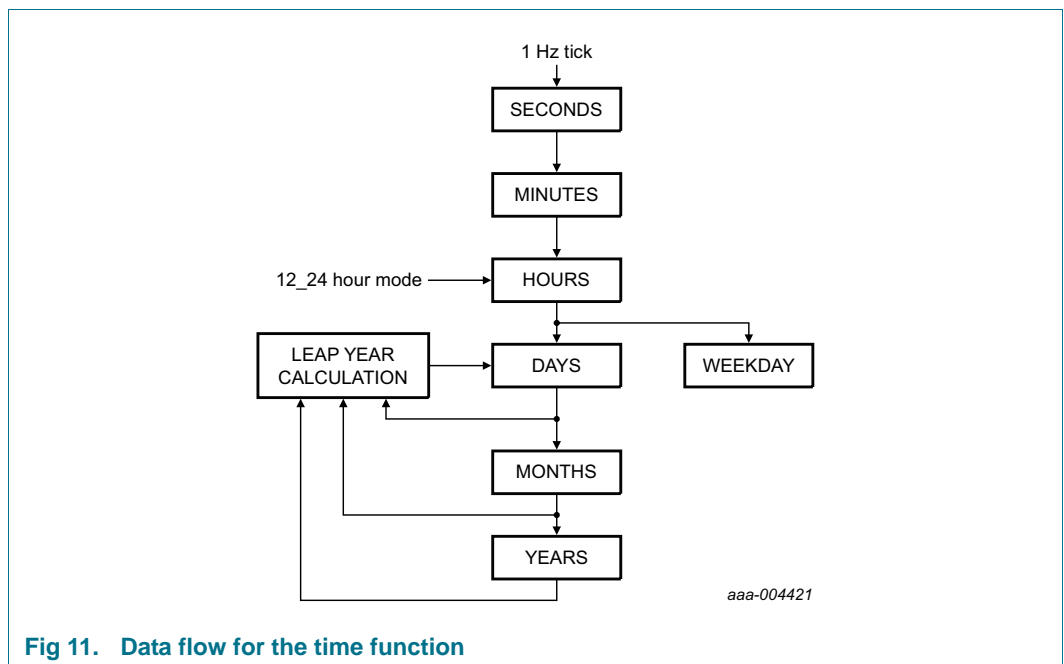 1 Hz tick
SECONDS
MINUTES
12_24 hour mode
HOURS
LEAP YEAR
CALCULATION
DAYS
WEEKDAY
MONTHS
YEARS
aaa-004421
Fig 11. Data flow for the time function